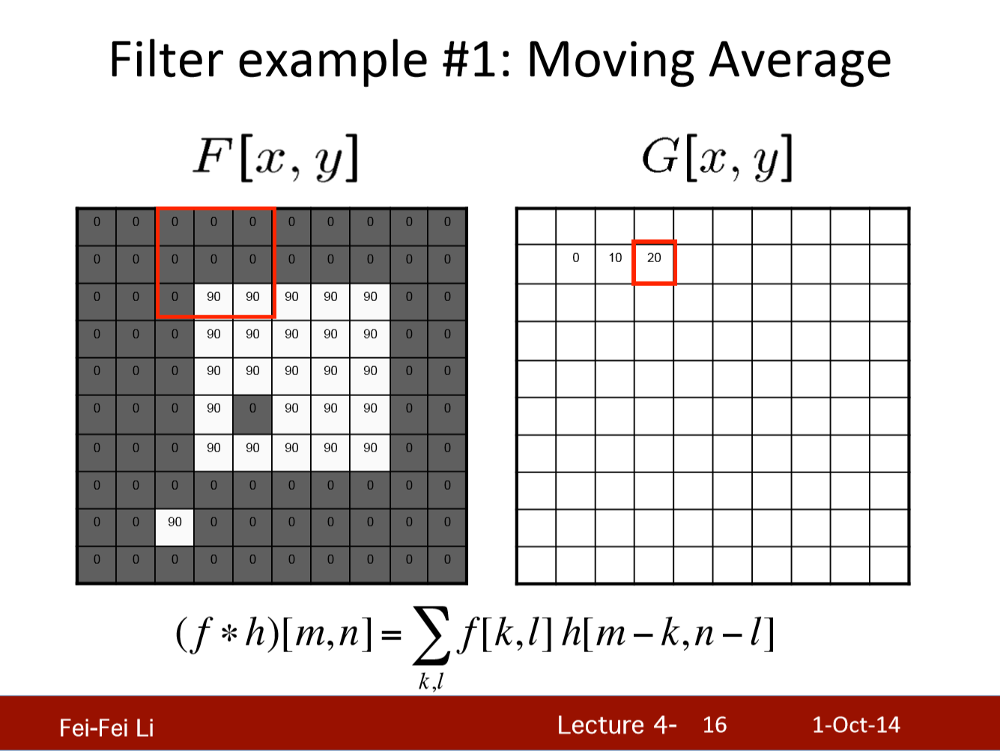 Filter example #1: Moving Average
F[x, y] G[x, y]
0 0 0 0 0 0 0 0 0 0
0 0 0 0 0 0 0 0 0 0
0 10 20
0 0 0 90 90 90 90 90 0 0
0 0 0 90 90 90 90 90 0 0
0 0 0 90 90 90 90 90 0 0
0 0 0 90 0 90 90 90 0 0
0 0 0 90 90 90 90 90 0 0
0 0 0 0 0 0 0 0 0 0
0 0 90 0 0 0 0 0 0 0
0 0 0 0 0 0 0 0 0 0
(f * h)[m,n] = ∑ f[k,l] h[m − k,n − l]
k,l
Fei-Fei Li Lecture 4- 16 1-Oct-14